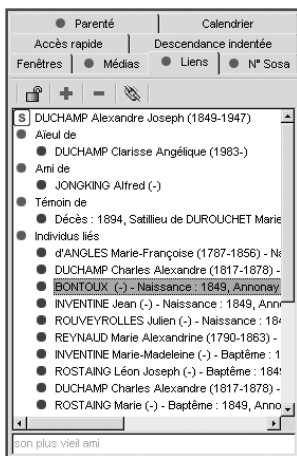 Parenté Calendrier
Accès rapide Descendance indentée
Fenêtres Médias Liens N° Sosa
S DUCHAMP Alexandre Joseph (1849-1947)
Aïeul de
DUCHAMP Clarisse Angélique (1983-)
Ami de
JONGKING Alfred (-)
Témoin de
Décès : 1894, Satillieu de DUROUCHET Marie
Individus liés
d'ANGLES Marie-Françoise (1787-1856) - Na
DUCHAMP Charles Alexandre (1817-1878) -
BONTOUX (-) - Naissance : 1849, Annonay
INVENTINE Jean (-) - Naissance : 1849, Anno
ROUVEYROLLES Julien (-) - Naissance : 184
REYNAUD Marie Alexandrine (1790-1863) -
INVENTINE Marie-Madeleine (-) - Baptême : 1
ROSTAING Léon Joseph (-) - Baptême : 1849
DUCHAMP Charles Alexandre (1817-1878) -
ROSTAING Marie (-) - Baptême : 1849, Anno
son plus vieil ami